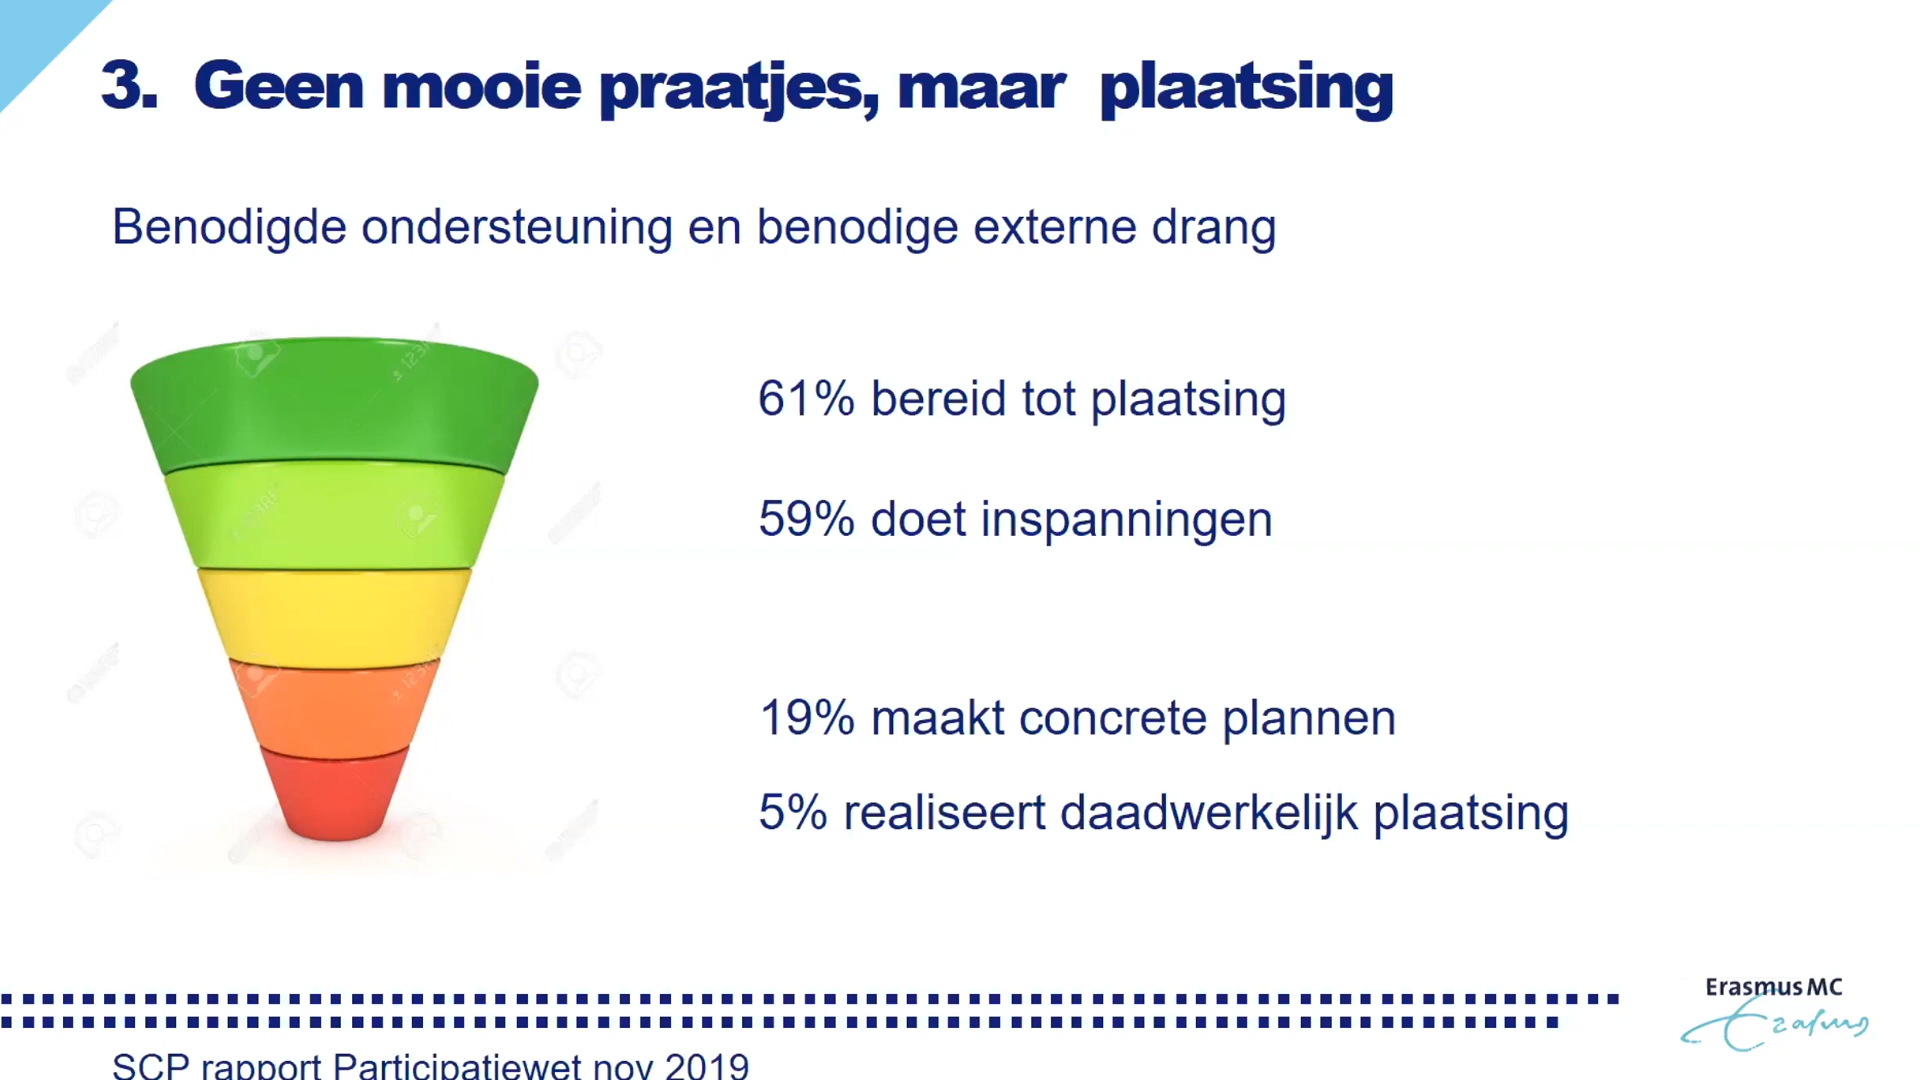 3. Geen mooie praatjes, maar plaatsing
Benodigde ondersteuning en benodige externe drang
61% bereid tot plaatsing
59% doet inspanningen
19% maakt concrete plannen
5% realiseert daadwerkelijk plaatsing
Erasmus MC
Erasmus
SCP rapport Participatiewet nov 2019